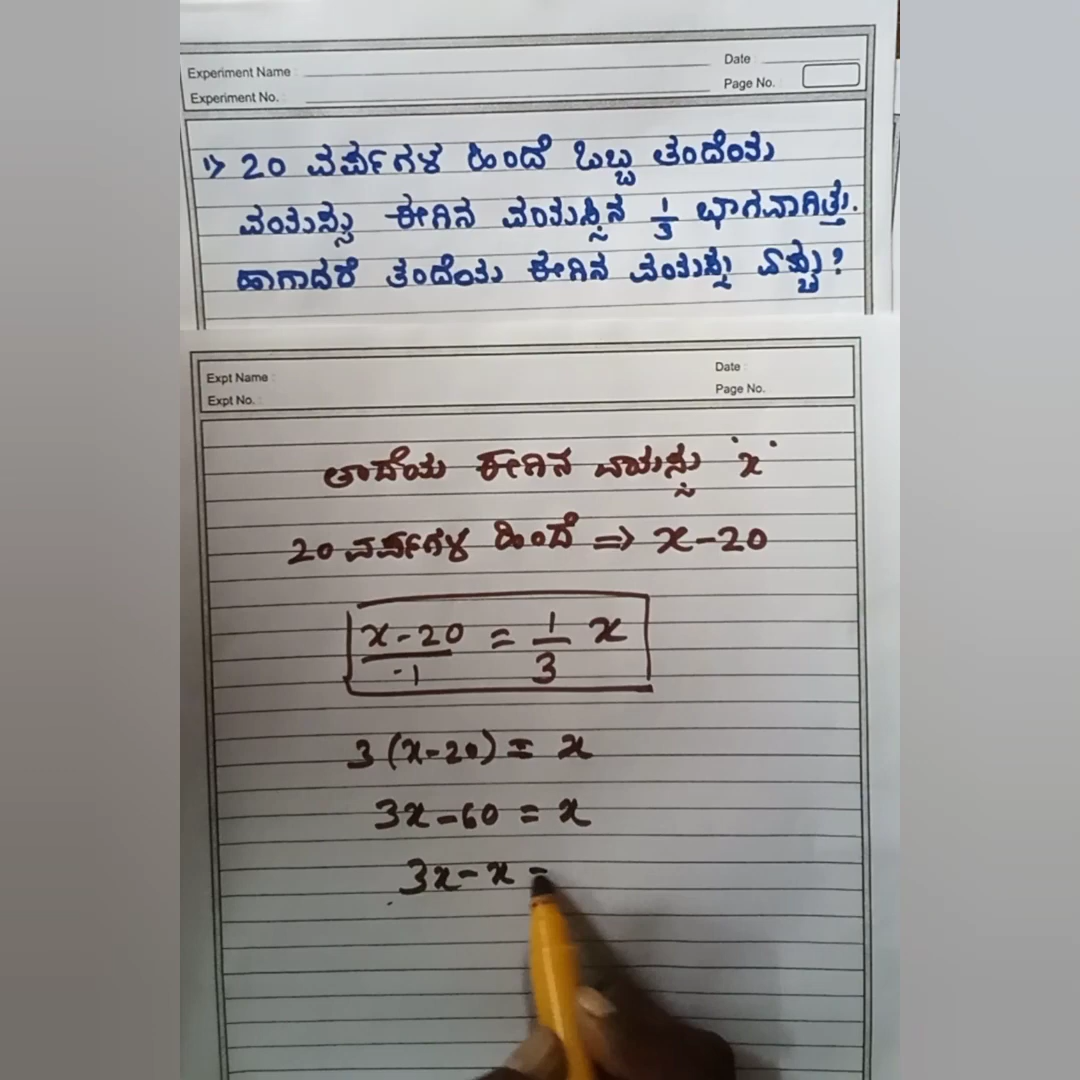 Experiment Name :
Date :
Experiment No. :
Page No.
1> 20 ವರ್ಷಗಳ ಹಿಂದೆ ಒಬ್ಬ ತಂದೆಯ
ವಯಸ್ಸು ಈಗಿನ ವಯಸ್ಸಿನ 1/3 ಭಾಗವಾಗಿತ್ತು.
ಹಾಗಾದರೆ ತಂದೆಯ ಈಗಿನ ವಯಸ್ಸು ಎಷ್ಟು?
Expt Name :
Date :
Expt No. :
Page No.
ತಂದೆಯ ಈಗಿನ ವಯಸ್ಸು 'x'
20 ವರ್ಷಗಳ ಹಿಂದೆ => x-20
(x-20)/1 = 1/3 x
3(x-20) = x
3x-60 = x
3x-x =